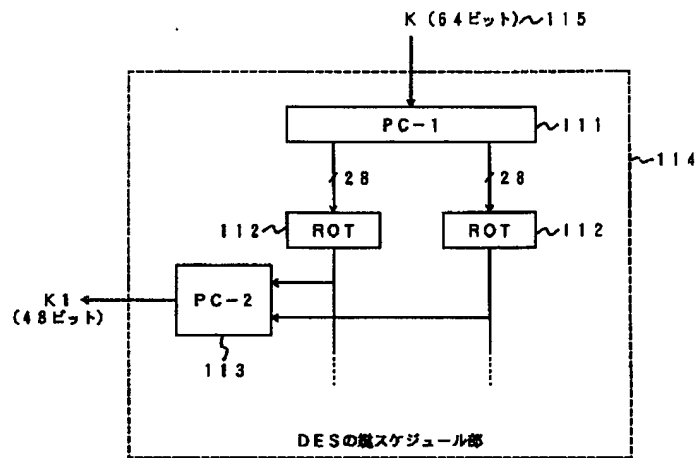 K (64ビット)~115
PC-1
111
114
28
28
112
ROT
ROT
112
K1
(48ビット)
PC-2
113
DESの鍵スケジュール部